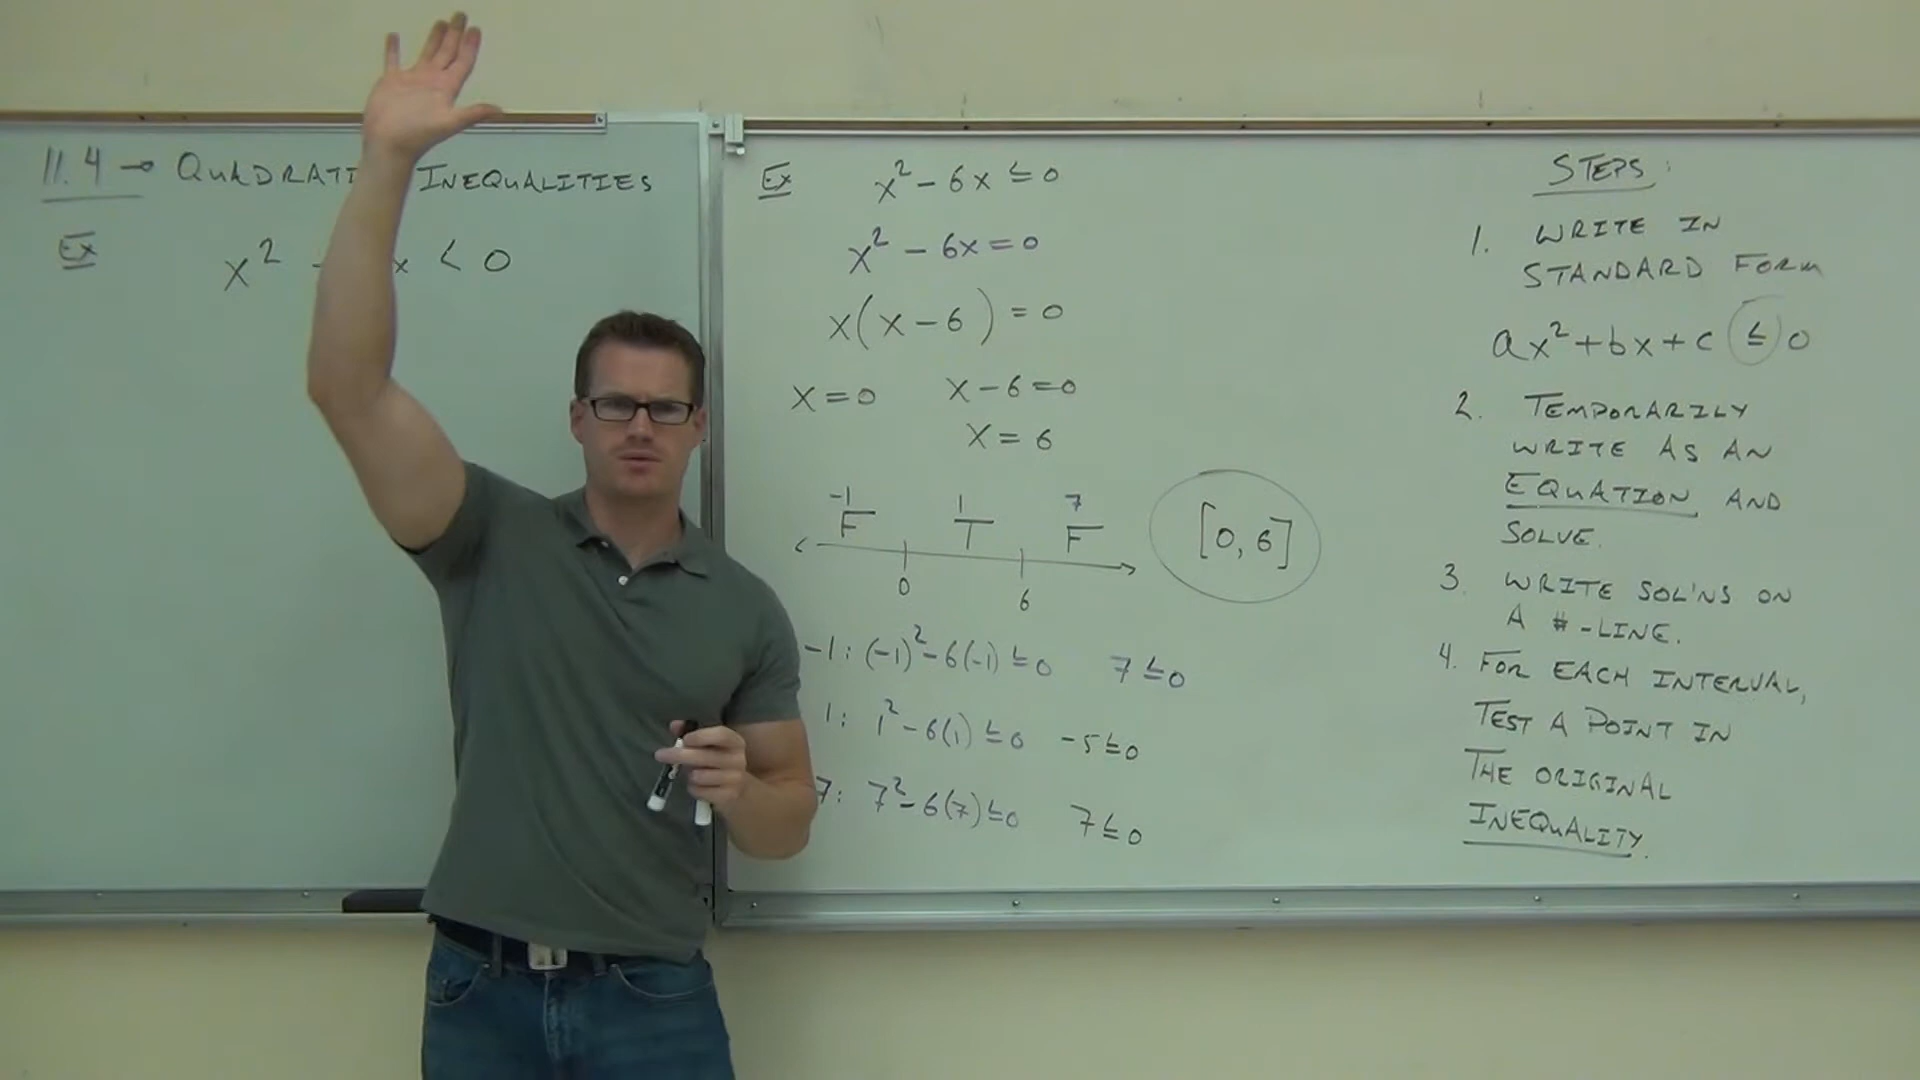 11.4 → QUADRATI INEQUALITIES
Ex x² - x < 0
Ex x² - 6x ≤ 0
x² - 6x = 0
x(x - 6) = 0
x = 0 x - 6 = 0
x = 6
-1 1 7
F T F
0 6
[0, 6]
-1: (-1)² - 6(-1) ≤ 0 7 ≤ 0
1: 1² - 6(1) ≤ 0 -5 ≤ 0
7: 7² - 6(7) ≤ 0 7 ≤ 0
STEPS:
1. WRITE IN
STANDARD FORM
ax² + bx + c ≤ 0
2. TEMPORARILY
WRITE AS AN
EQUATION AND
SOLVE.
3. WRITE SOL'NS ON
A #-LINE.
4. FOR EACH INTERVAL,
TEST A POINT IN
THE ORIGINAL
INEQUALITY.